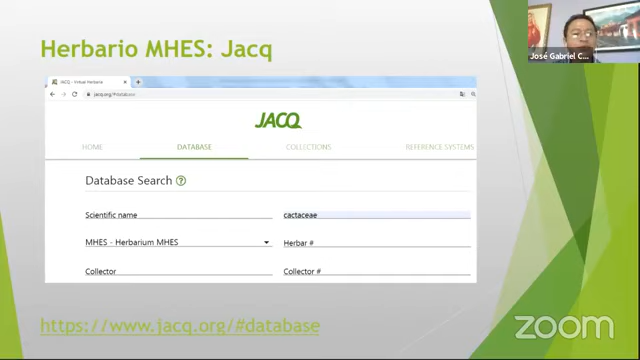 Herbario MHES: Jacq
José Gabriel C...
JACQ - Virtual Herbaria
jacq.org/#database
JACQ
HOME
DATABASE
COLLECTIONS
REFERENCE SYSTEMS
Database Search ?
Scientific name
cactaceae
MHES - Herbarium MHES
Herbar #
Collector
Collector #
https://www.jacq.org/#database
zoom